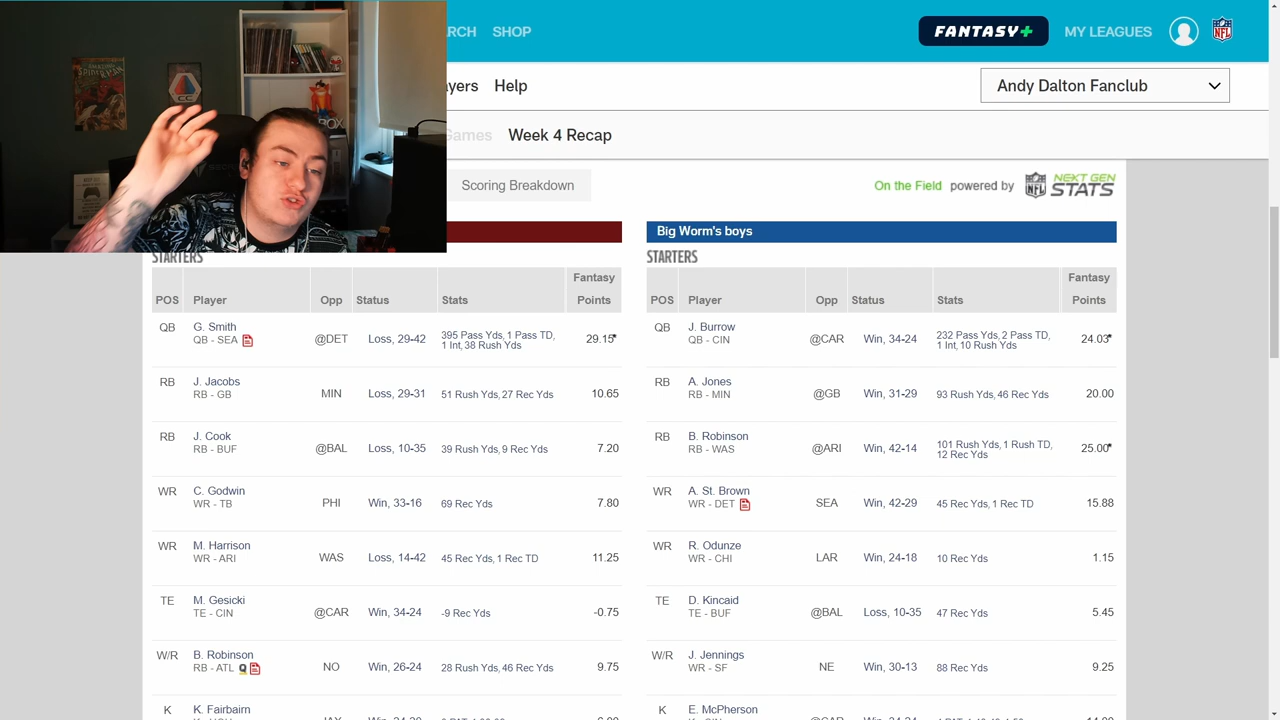 RCH SHOP FANTASY+ MY LEAGUES
yers Help Andy Dalton Fanclub
Games Week 4 Recap
Scoring Breakdown On the Field powered by NFL NEXT GEN STATS
Big Worm's boys
STARTERS STARTERS
POS Player Opp Status Stats Fantasy Points
QB G. Smith QB - SEA @DET Loss, 29-42 395 Pass Yds, 1 Pass TD, 1 Int, 38 Rush Yds 29.15*
RB J. Jacobs RB - GB MIN Loss, 29-31 51 Rush Yds, 27 Rec Yds 10.65
RB J. Cook RB - BUF @BAL Loss, 10-35 39 Rush Yds, 9 Rec Yds 7.20
WR C. Godwin WR - TB PHI Win, 33-16 69 Rec Yds 7.80
WR M. Harrison WR - ARI WAS Loss, 14-42 45 Rec Yds, 1 Rec TD 11.25
TE M. Gesicki TE - CIN @CAR Win, 34-24 -9 Rec Yds -0.75
W/R B. Robinson RB - ATL Q NO Win, 26-24 28 Rush Yds, 46 Rec Yds 9.75
K K. Fairbairn
POS Player Opp Status Stats Fantasy Points
QB J. Burrow QB - CIN @CAR Win, 34-24 232 Pass Yds, 2 Pass TD, 1 Int, 10 Rush Yds 24.03*
RB A. Jones RB - MIN @GB Win, 31-29 93 Rush Yds, 46 Rec Yds 20.00
RB B. Robinson RB - WAS @ARI Win, 42-14 101 Rush Yds, 1 Rush TD, 12 Rec Yds 25.00*
WR A. St. Brown WR - DET SEA Win, 42-29 45 Rec Yds, 1 Rec TD 15.88
WR R. Odunze WR - CHI LAR Win, 24-18 10 Rec Yds 1.15
TE D. Kincaid TE - BUF @BAL Loss, 10-35 47 Rec Yds 5.45
W/R J. Jennings WR - SF NE Win, 30-13 88 Rec Yds 9.25
K E. McPherson